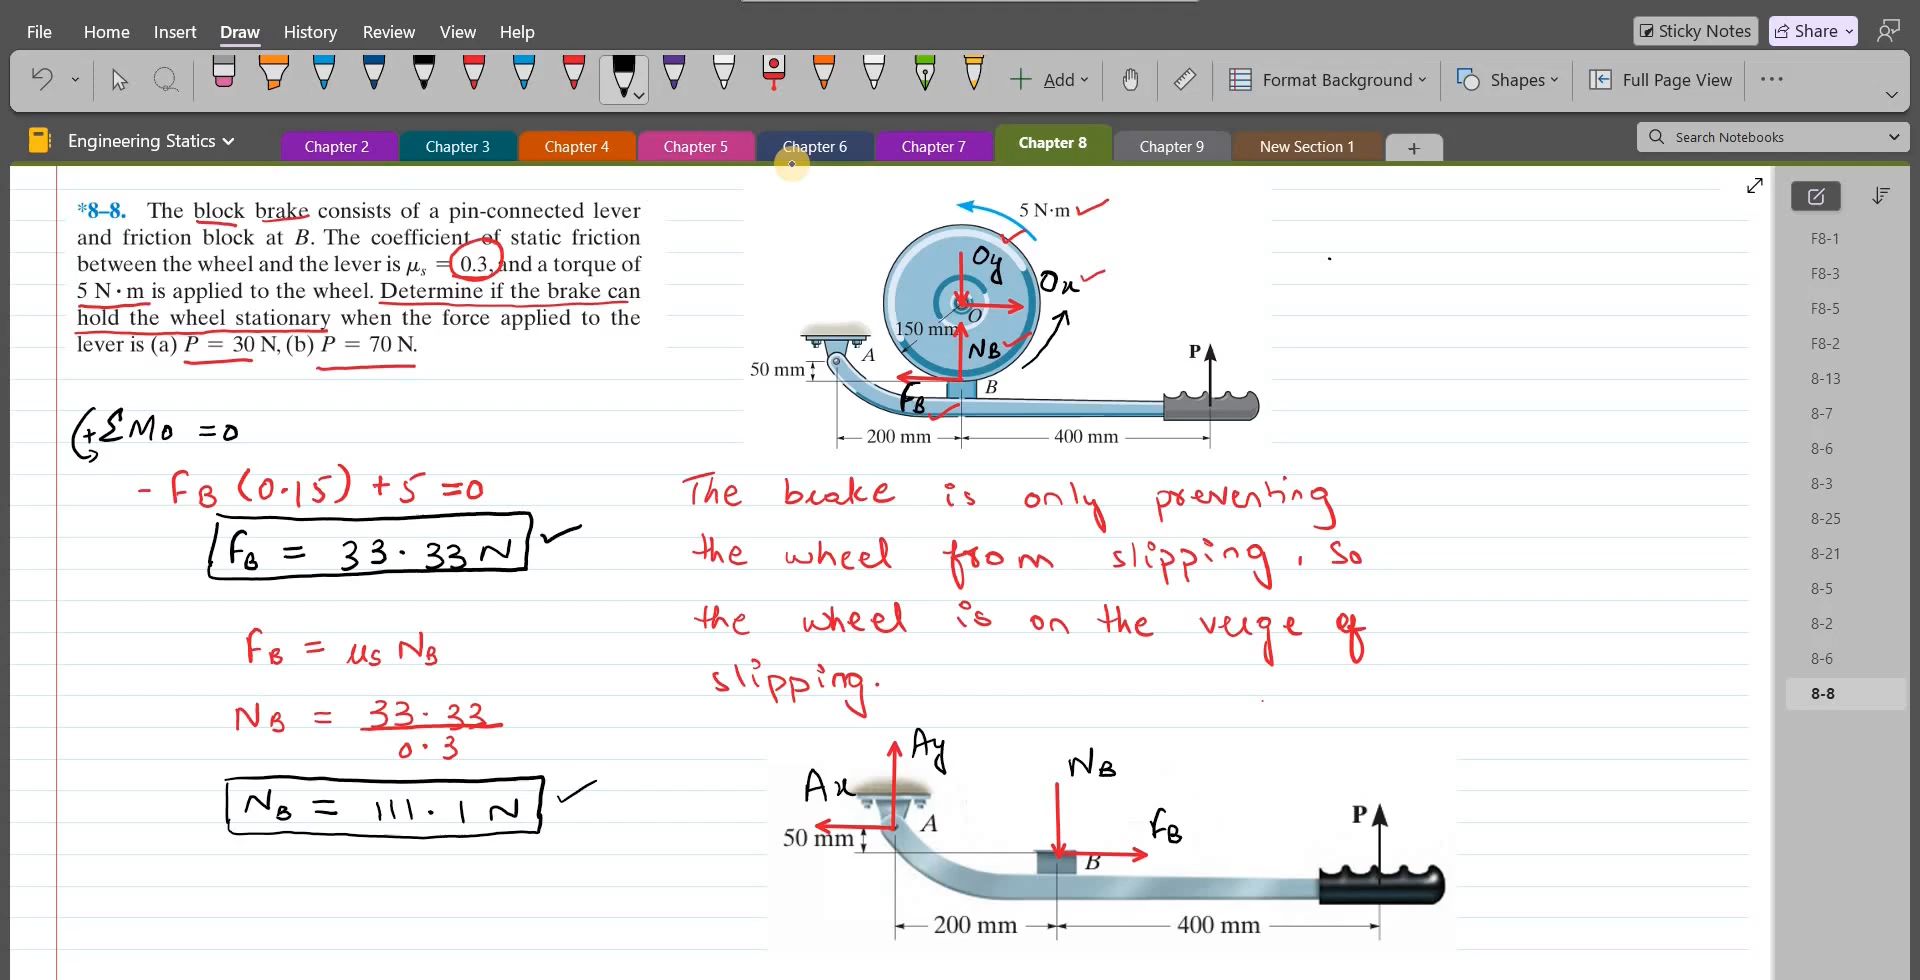 File Home Insert Draw History Review View Help
Sticky Notes Share
Add Format Background Shapes Full Page View
Engineering Statics Chapter 2 Chapter 3 Chapter 4 Chapter 5 Chapter 6 Chapter 7 Chapter 8 Chapter 9 New Section 1 + Search Notebooks
*8–8. The block brake consists of a pin-connected lever
and friction block at B. The coefficient of static friction
between the wheel and the lever is μs = 0.3, and a torque of
5 N·m is applied to the wheel. Determine if the brake can
hold the wheel stationary when the force applied to the
lever is (a) P = 30 N, (b) P = 70 N.
5 N·m
Oy
Ox
O
150 mm
NB
A
P
50 mm
B
FB
200 mm
400 mm
(+ ΣMO = 0
- FB (0.15) + 5 = 0
FB = 33.33 N
FB = μs NB
NB = 33.33
0.3
NB = 111.1 N
The brake is only preventing
the wheel from slipping, so
the wheel is on the verge of
slipping.
Ay
NB
Ax
FB
P
A
50 mm
B
200 mm
400 mm
F8-1
F8-3
F8-5
F8-2
8-13
8-7
8-6
8-3
8-25
8-21
8-5
8-2
8-6
8-8